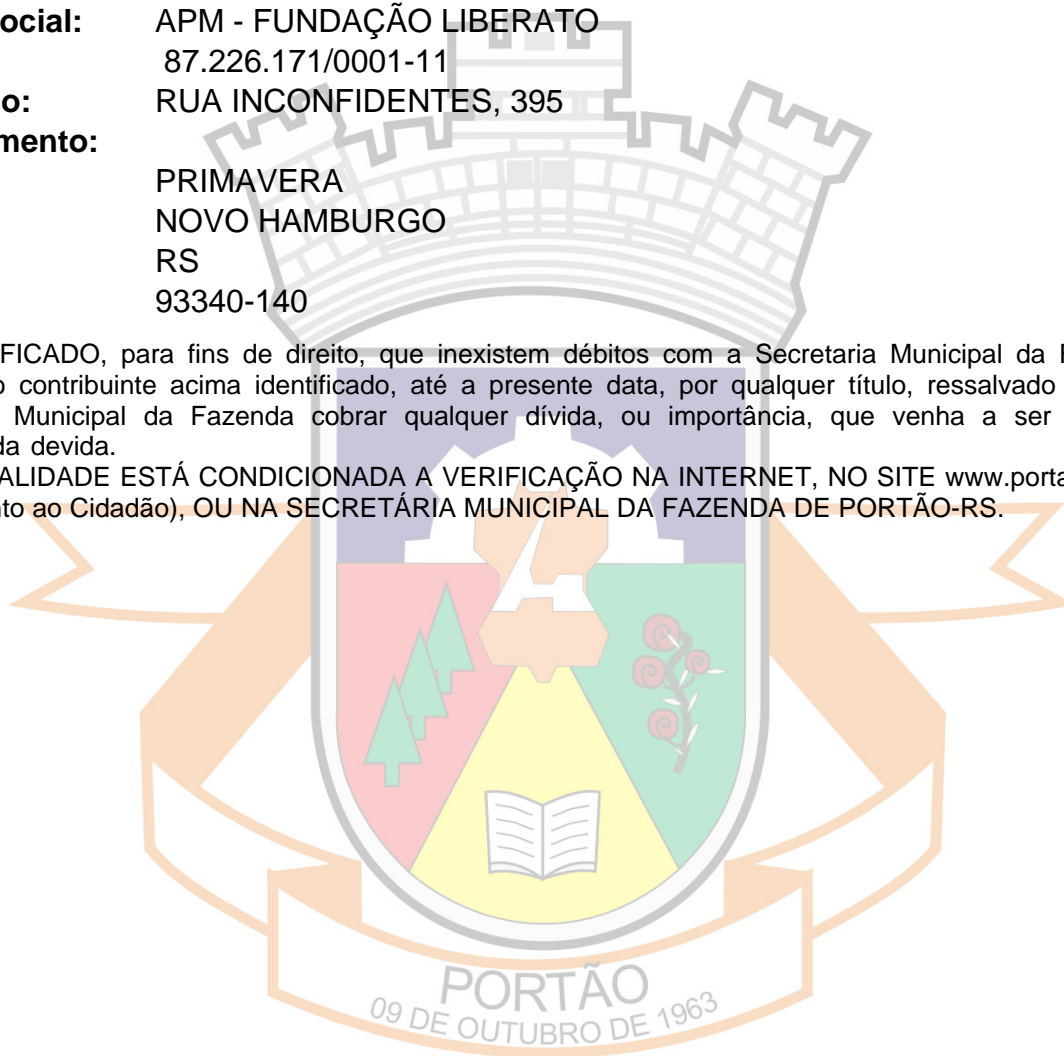 ocial: APM - FUNDAÇÃO LIBERATO
87.226.171/0001-11
o: RUA INCONFIDENTES, 395
mento:
PRIMAVERA
NOVO HAMBURGO
RS
93340-140
FICADO, para fins de direito, que inexistem débitos com a Secretaria Municipal da
o contribuinte acima identificado, até a presente data, por qualquer título, ressalvado
Municipal da Fazenda cobrar qualquer dívida, ou importância, que venha a ser
da devida.
ALIDADE ESTÁ CONDICIONADA A VERIFICAÇÃO NA INTERNET, NO SITE www.porta
nto ao Cidadão), OU NA SECRETÁRIA MUNICIPAL DA FAZENDA DE PORTÃO-RS.
PORTÃO
09 DE OUTUBRO DE 1963